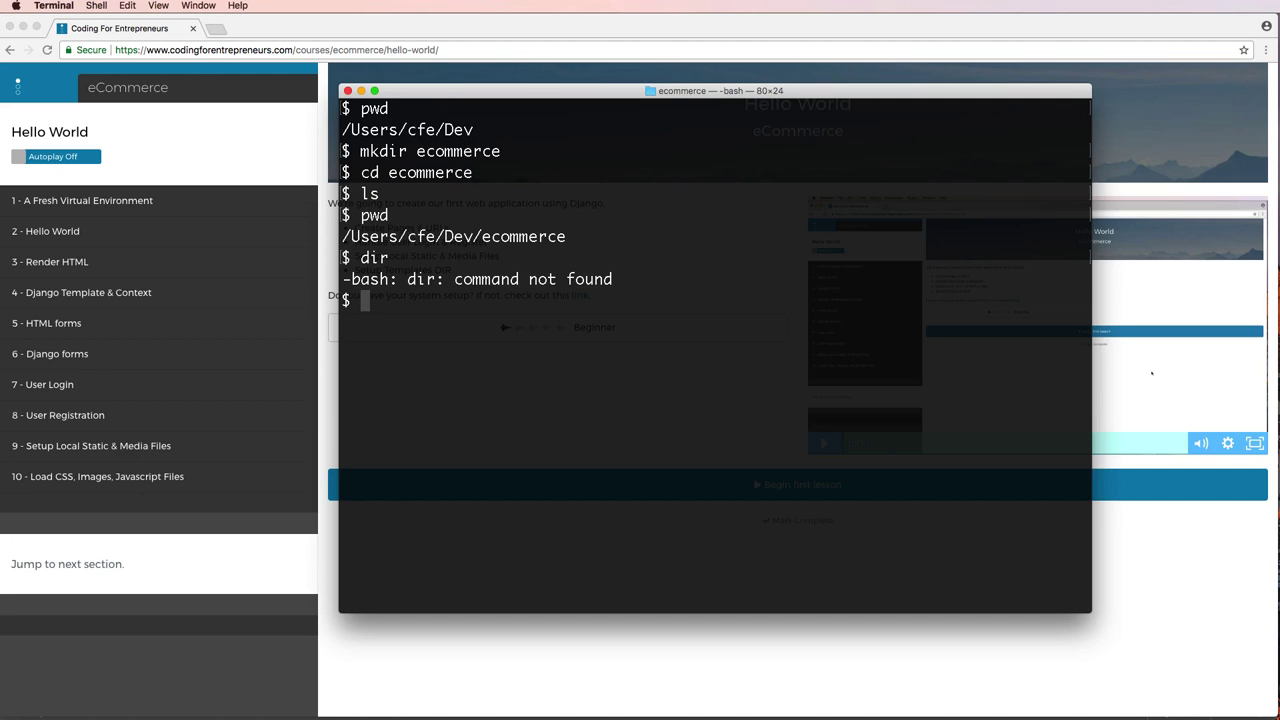 Terminal Shell Edit View Window Help
Coding For Entrepreneurs
Secure https://www.codingforentrepreneurs.com/courses/ecommerce/hello-world/
eCommerce
Hello World
Autoplay Off
1 - A Fresh Virtual Environment
2 - Hello World
3 - Render HTML
4 - Django Template & Context
5 - HTML forms
6 - Django forms
7 - User Login
8 - User Registration
9 - Setup Local Static & Media Files
10 - Load CSS, Images, Javascript Files
Jump to next section.
ecommerce — -bash — 80×24
Hello World
eCommerce
$ pwd
/Users/cfe/Dev
$ mkdir ecommerce
$ cd ecommerce
$ ls
$ pwd
/Users/cfe/Dev/ecommerce
$ dir
-bash: dir: command not found
$
We're going to create our first web application using Django.
Local Static & Media Files
Do you have your system setup? If not, check out this link.
Beginner
Begin first lesson
Mark Complete